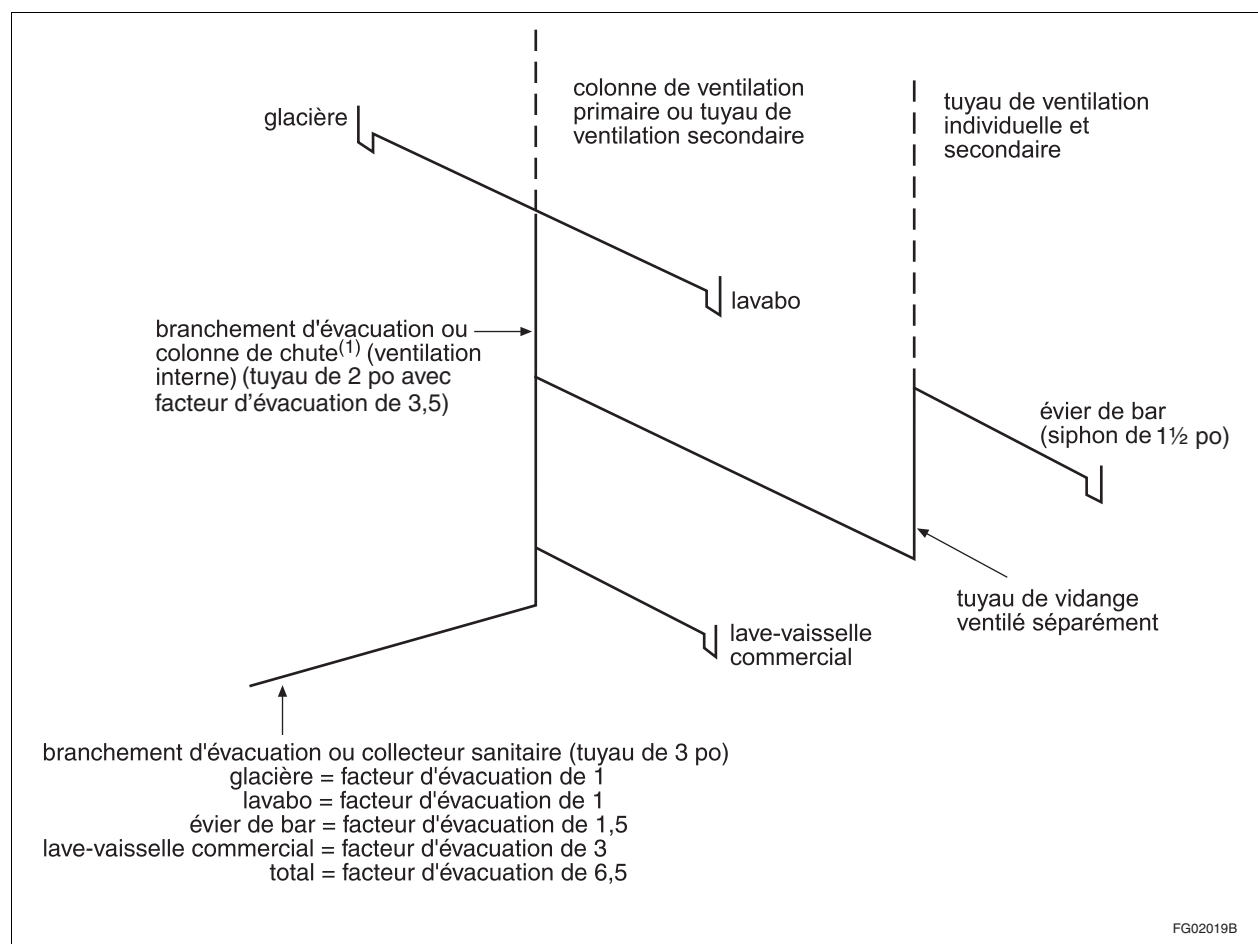 glacière
colonne de ventilation
primaire ou tuyau de
ventilation secondaire
tuyau de ventilation
individuelle et
secondaire
lavabo
branchement d'évacuation ou
colonne de chute(1) (ventilation
interne) (tuyau de 2 po avec
facteur d'évacuation de 3,5)
évier de bar
(siphon de 1½ po)
tuyau de vidange
ventilé séparément
lave-vaisselle
commercial
branchement d'évacuation ou collecteur sanitaire (tuyau de 3 po)
glacière = facteur d'évacuation de 1
lavabo = facteur d'évacuation de 1
évier de bar = facteur d'évacuation de 1,5
lave-vaisselle commercial = facteur d'évacuation de 3
total = facteur d'évacuation de 6,5
FG02019B